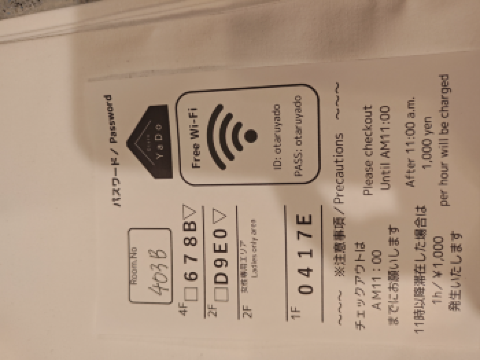 パスワード / Password
YaDo
Free Wi-Fi
ID: otaruyado
PASS: otaruyado
Room.No
403B
4F
□678B▽
2F
□D9E0▽
2F
女性専用エリア
Ladies only area
1F
0417E
~~~ ※注意事項/Precautions ~~~
チェックアウトは
AM11:00
までにお願いします
Please checkout
Until AM11:00
11時以降滞在した場合は
1h/¥1,000
発生いたします
After 11:00 a.m.
1,000 yen
per hour will be charged